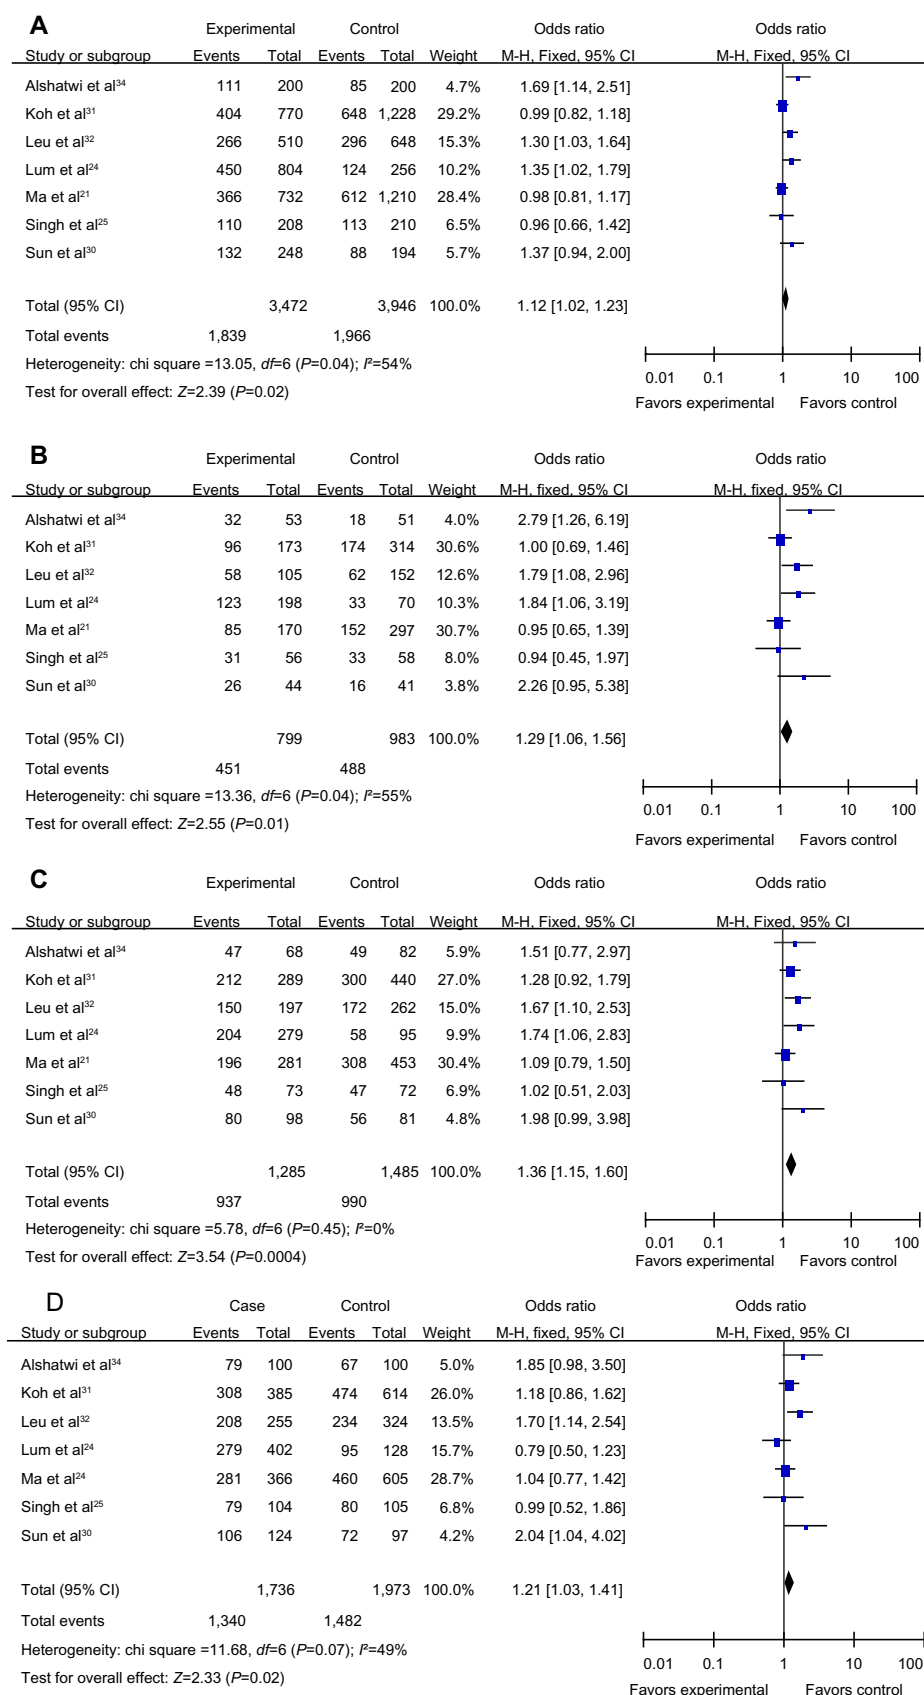 A
Experimental Control Odds ratio Odds ratio
Study or subgroup Events Total Events Total Weight M-H, Fixed, 95% CI M-H, Fixed, 95% CI
Alshatwi et al34 111 200 85 200 4.7% 1.69 [1.14, 2.51]
Koh et al31 404 770 648 1,228 29.2% 0.99 [0.82, 1.18]
Leu et al32 266 510 296 648 15.3% 1.30 [1.03, 1.64]
Lum et al24 450 804 124 256 10.2% 1.35 [1.02, 1.79]
Ma et al21 366 732 612 1,210 28.4% 0.98 [0.81, 1.17]
Singh et al25 110 208 113 210 6.5% 0.96 [0.66, 1.42]
Sun et al30 132 248 88 194 5.7% 1.37 [0.94, 2.00]
Total (95% CI) 3,472 3,946 100.0% 1.12 [1.02, 1.23]
Total events 1,839 1,966
Heterogeneity: chi square =13.05, df=6 (P=0.04); I²=54%
Test for overall effect: Z=2.39 (P=0.02)
0.01 0.1 1 10 100
Favors experimental Favors control
B
Experimental Control Odds ratio Odds ratio
Study or subgroup Events Total Events Total Weight M-H, fixed, 95% CI M-H, fixed, 95% CI
Alshatwi et al34 32 53 18 51 4.0% 2.79 [1.26, 6.19]
Koh et al31 96 173 174 314 30.6% 1.00 [0.69, 1.46]
Leu et al32 58 105 62 152 12.6% 1.79 [1.08, 2.96]
Lum et al24 123 198 33 70 10.3% 1.84 [1.06, 3.19]
Ma et al21 85 170 152 297 30.7% 0.95 [0.65, 1.39]
Singh et al25 31 56 33 58 8.0% 0.94 [0.45, 1.97]
Sun et al30 26 44 16 41 3.8% 2.26 [0.95, 5.38]
Total (95% CI) 799 983 100.0% 1.29 [1.06, 1.56]
Total events 451 488
Heterogeneity: chi square =13.36, df=6 (P=0.04); I²=55%
Test for overall effect: Z=2.55 (P=0.01)
0.01 0.1 1 10 100
Favors experimental Favors control
C
Experimental Control Odds ratio Odds ratio
Study or subgroup Events Total Events Total Weight M-H, Fixed, 95% CI M-H, Fixed, 95% CI
Alshatwi et al34 47 68 49 82 5.9% 1.51 [0.77, 2.97]
Koh et al31 212 289 300 440 27.0% 1.28 [0.92, 1.79]
Leu et al32 150 197 172 262 15.0% 1.67 [1.10, 2.53]
Lum et al24 204 279 58 95 9.9% 1.74 [1.06, 2.83]
Ma et al21 196 281 308 453 30.4% 1.09 [0.79, 1.50]
Singh et al25 48 73 47 72 6.9% 1.02 [0.51, 2.03]
Sun et al30 80 98 56 81 4.8% 1.98 [0.99, 3.98]
Total (95% CI) 1,285 1,485 100.0% 1.36 [1.15, 1.60]
Total events 937 990
Heterogeneity: chi square =5.78, df=6 (P=0.45); I²=0%
Test for overall effect: Z=3.54 (P=0.0004)
0.01 0.1 1 10 100
Favors experimental Favors control
D
Case Control Odds ratio Odds ratio
Study or subgroup Events Total Events Total Weight M-H, fixed, 95% CI M-H, Fixed, 95% CI
Alshatwi et al34 79 100 67 100 5.0% 1.85 [0.98, 3.50]
Koh et al31 308 385 474 614 26.0% 1.18 [0.86, 1.62]
Leu et al32 208 255 234 324 13.5% 1.70 [1.14, 2.54]
Lum et al24 279 402 95 128 15.7% 0.79 [0.50, 1.23]
Ma et al24 281 366 460 605 28.7% 1.04 [0.77, 1.42]
Singh et al25 79 104 80 105 6.8% 0.99 [0.52, 1.86]
Sun et al30 106 124 72 97 4.2% 2.04 [1.04, 4.02]
Total (95% CI) 1,736 1,973 100.0% 1.21 [1.03, 1.41]
Total events 1,340 1,482
Heterogeneity: chi square =11.68, df=6 (P=0.07); I²=49%
Test for overall effect: Z=2.33 (P=0.02)
0.01 0.1 1 10 100
Favors experimental Favors control